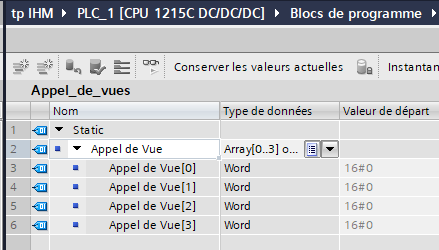 tp IHM ▸ PLC_1 [CPU 1215C DC/DC/DC] ▸ Blocs de programme ▸
Conserver les valeurs actuelles Instantan
Appel_de_vues
Nom Type de données Valeur de départ
1 Static
2 Appel de Vue Array[0..3] o...
3 Appel de Vue[0] Word 16#0
4 Appel de Vue[1] Word 16#0
5 Appel de Vue[2] Word 16#0
6 Appel de Vue[3] Word 16#0